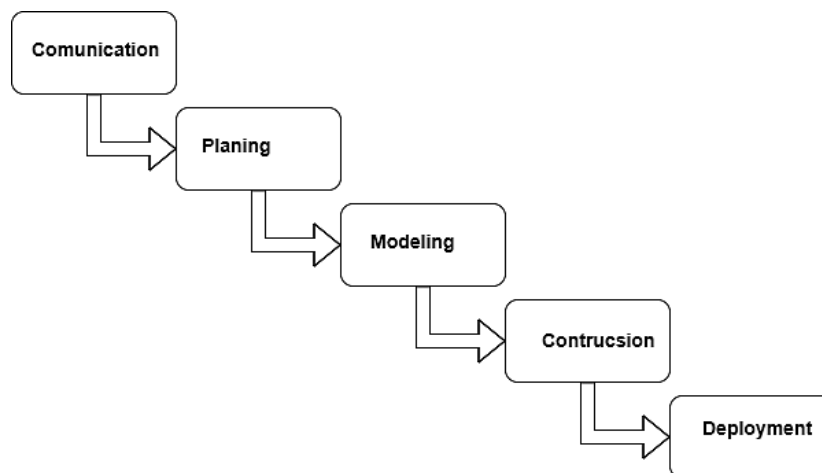 Comunication
Planing
Modeling
Contrucsion
Deployment